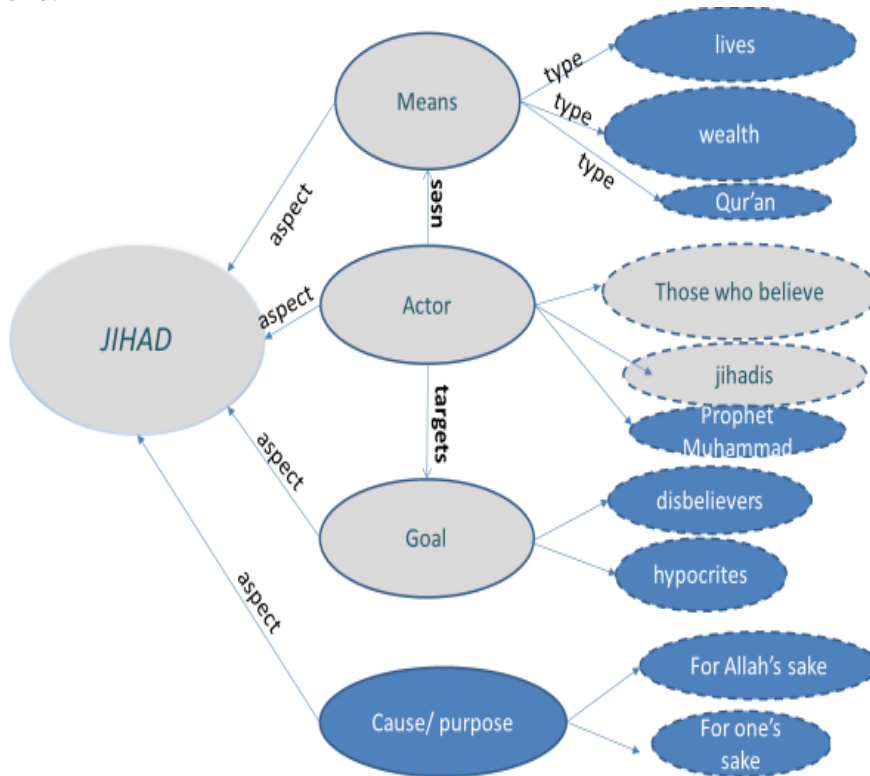 lives
type
Means
type
wealth
type
Qur'an
aspect
uses
Those who believe
aspect
Actor
JIHAD
jihadis
targets
Prophet
Muhammad
aspect
disbelievers
Goal
hypocrites
aspect
For Allah's sake
Cause/ purpose
For one's
sake